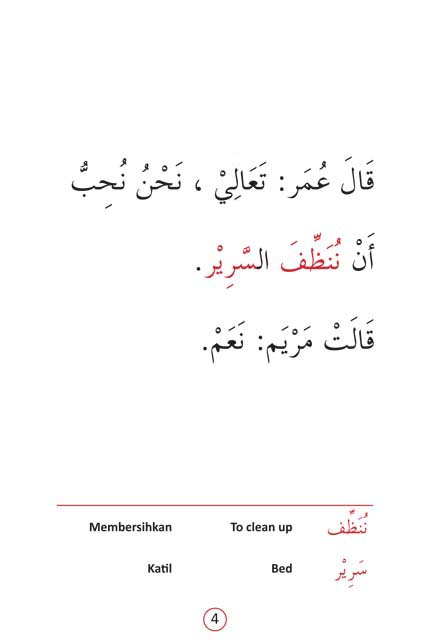 قَالَ عُمَر: تَعَالِيْ ، نَحْنُ نُحِبُّ
أَنْ نُنَظِّفَ السَّرِيْر.
قَالَتْ مَرْيَم: نَعَمْ.
نُنَظِّف To clean up Membersihkan
سَرِيْر Bed Katil
4